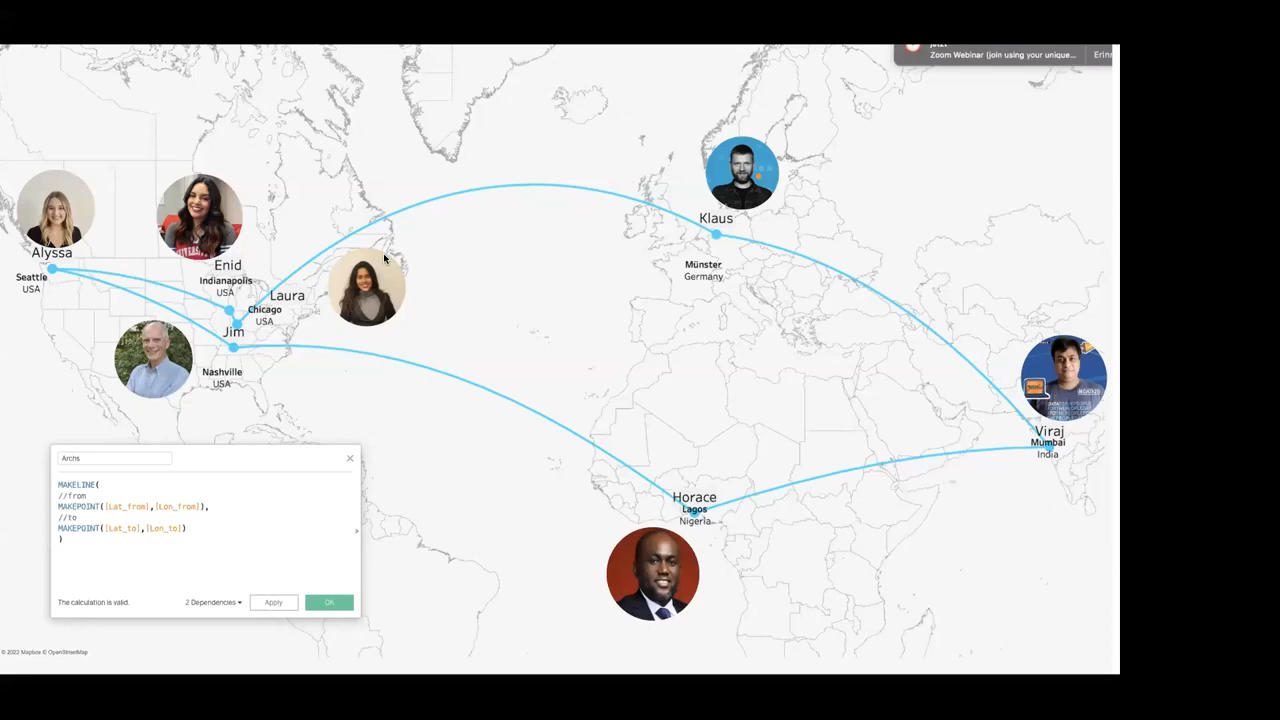 Zoom Webinar (join using your unique...
Erin
Klaus
Münster
Germany
Alyssa
Seattle
USA
Enid
Indianapolis
USA
Laura
Chicago
USA
Jim
Nashville
USA
Viraj
Mumbai
India
Horace
Lagos
Nigeria
Archs
MAKELINE(
//from
MAKEPOINT([Lat_from],[Lon_from]),
//to
MAKEPOINT([Lat_to],[Lon_to])
)
The calculation is valid.
2 Dependencies
Apply
OK
© 2022 Mapbox © OpenStreetMap